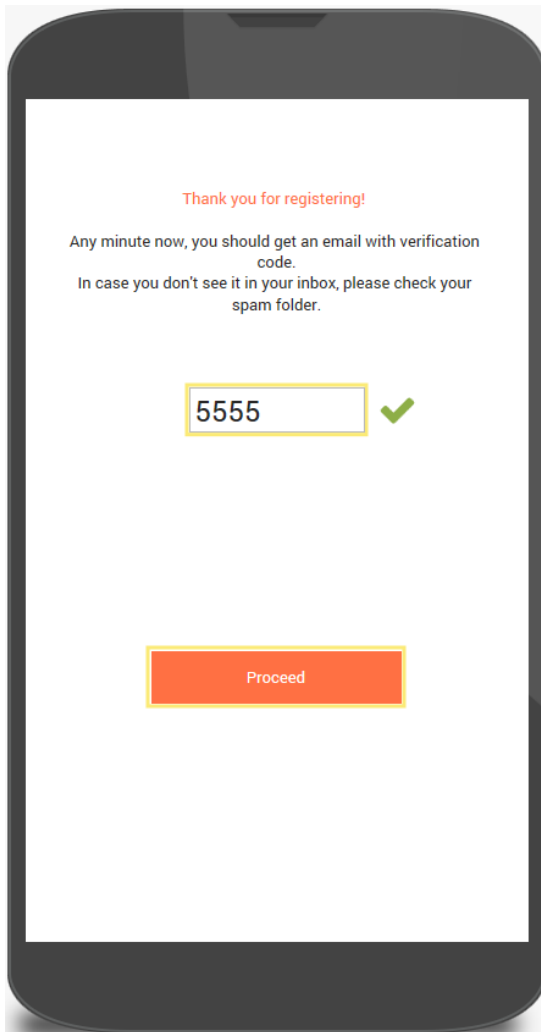 Thank you for registering!
Any minute now, you should get an email with verification
code.
In case you don't see it in your inbox, please check your
spam folder.
5555
Proceed